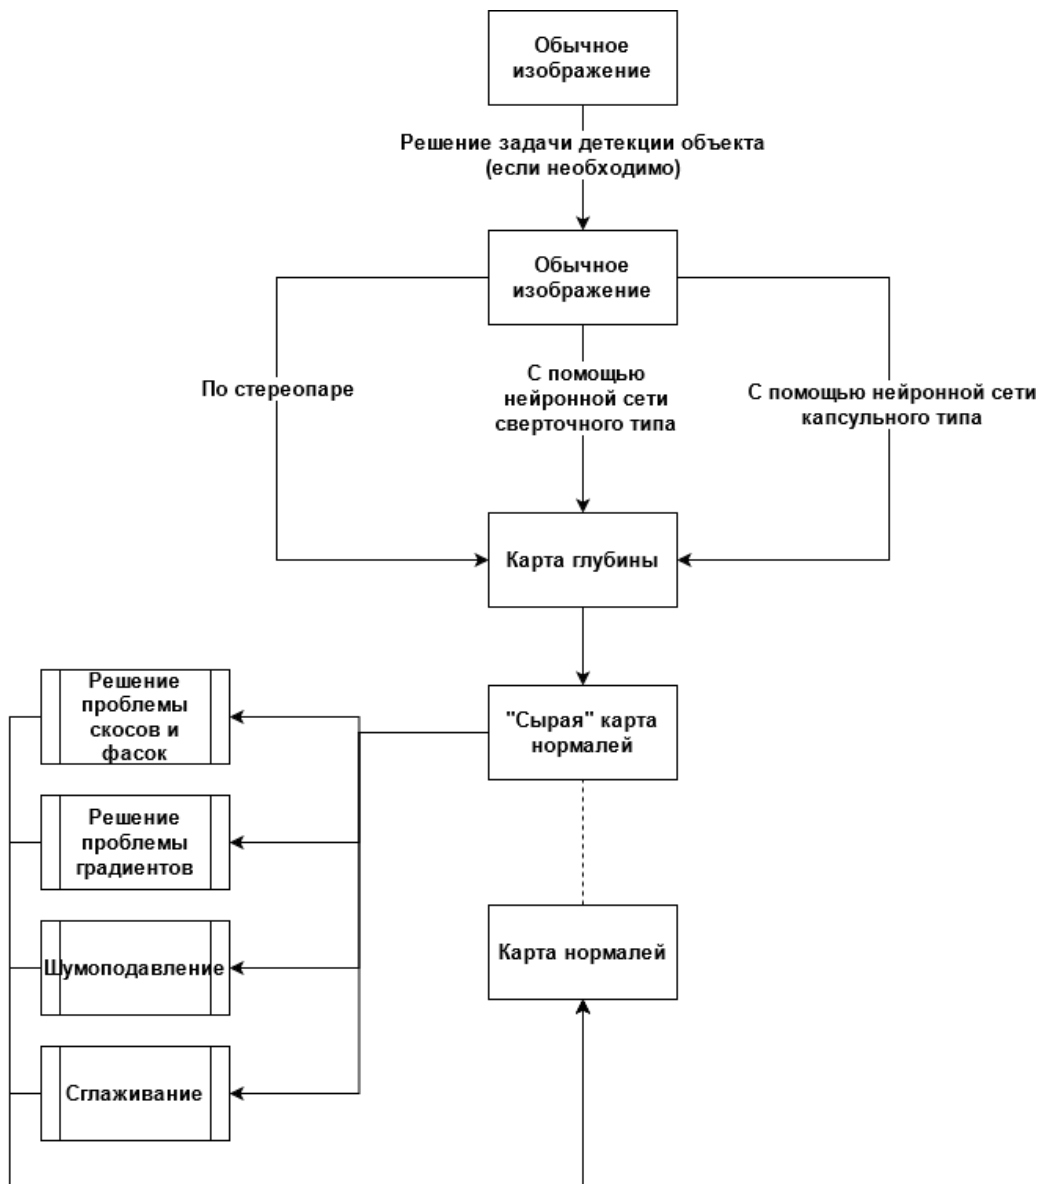 Обычное
изображение
Решение задачи детекции объекта
(если необходимо)
Обычное
изображение
По стереопаре
С помощью
нейронной сети
сверточного типа
С помощью нейронной сети
капсульного типа
Карта глубины
"Сырая" карта
нормалей
Решение
проблемы
скосов и
фасок
Решение
проблемы
градиентов
Шумоподавление
Сглаживание
Карта нормалей